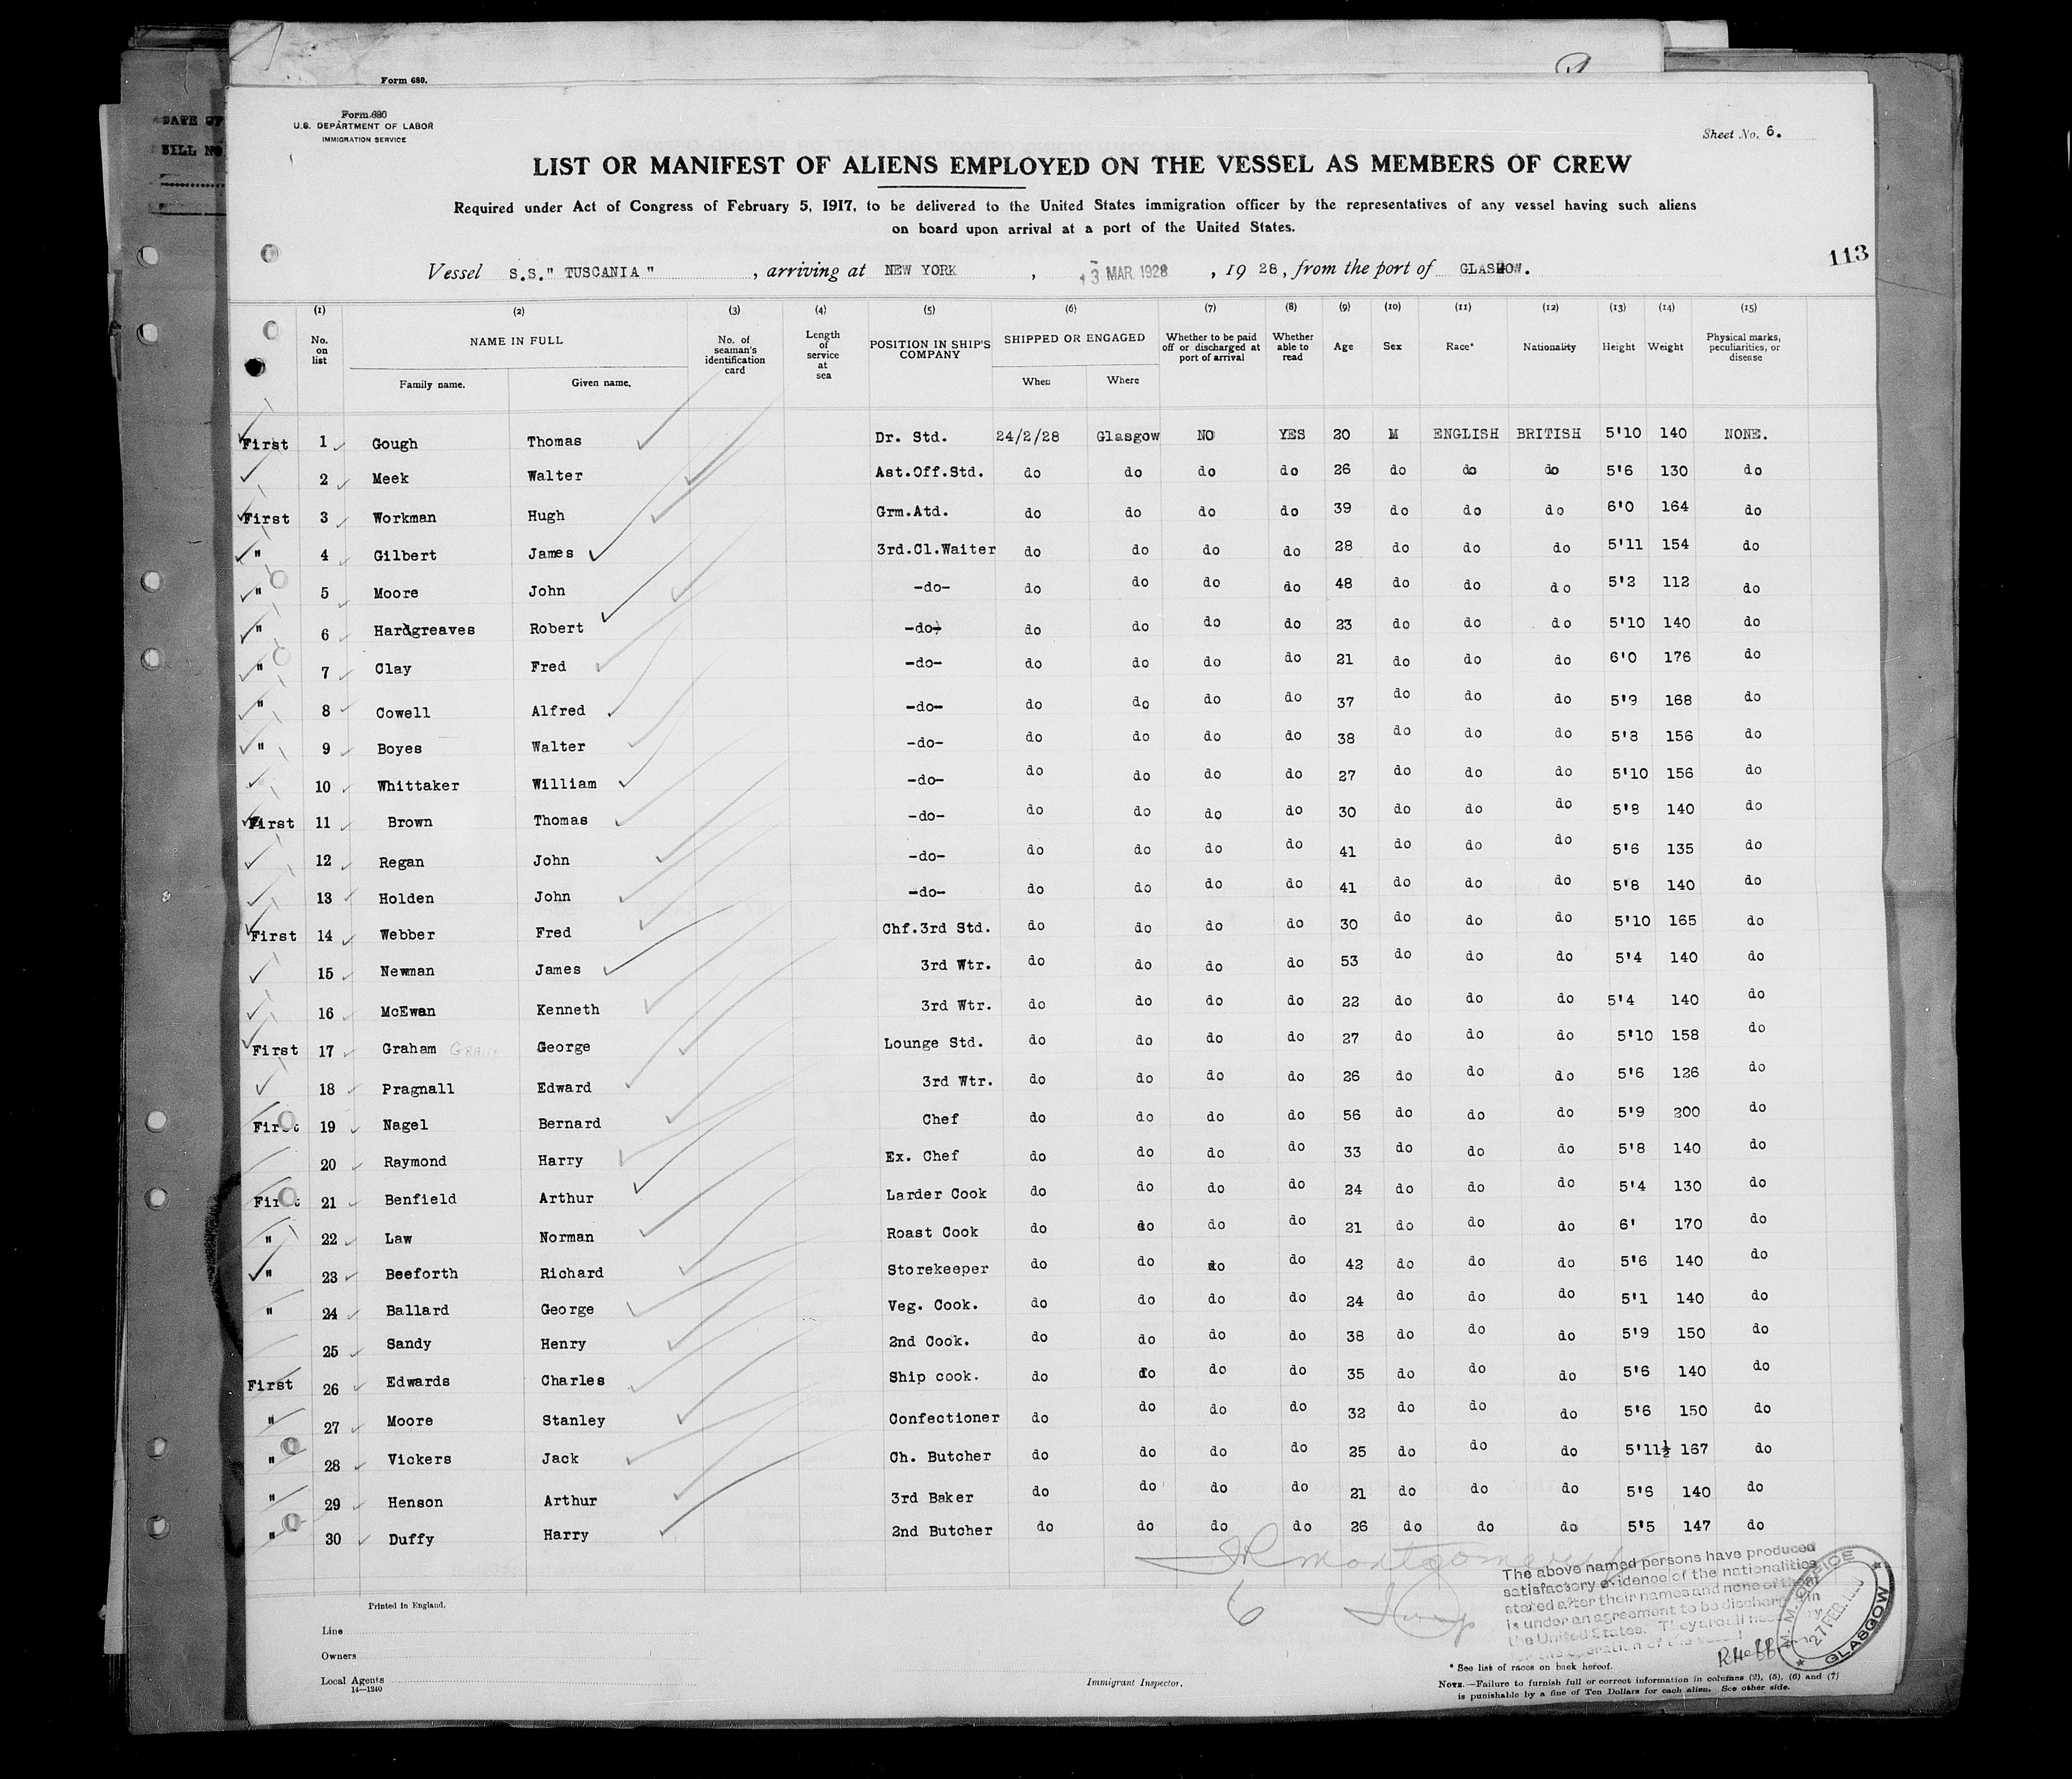 Form 680.
DATE OF
BILL NO
Form 680
U.S. DEPARTMENT OF LABOR
IMMIGRATION SERVICE
Sheet No. 6.
LIST OR MANIFEST OF ALIENS EMPLOYED ON THE VESSEL AS MEMBERS OF CREW
Required under Act of Congress of February 5, 1917, to be delivered to the United States immigration officer by the representatives of any vessel having such aliens
on board upon arrival at a port of the United States.
113
Vessel S.S." TUSCANIA " , arriving at NEW YORK , 3 MAR 1928 , 19 28, from the port of GLASGOW.
(1) (2) (3) (4) (5) (6) (7) (8) (9) (10) (11) (12) (13) (14) (15)
No. on list NAME IN FULL Family name. Given name. No. of seaman's identification card Length of service at sea POSITION IN SHIP'S COMPANY SHIPPED OR ENGAGED When Where Whether to be paid off or discharged at port of arrival Whether able to read Age Sex Race* Nationality Height Weight Physical marks, peculiarities, or disease
First 1 Gough Thomas Dr. Std. 24/2/28 Glasgow NO YES 20 M ENGLISH BRITISH 5'10 140 NONE.
2 Meek Walter Ast.Off.Std. do do do do 26 do do do 5'6 130 do
First 3 Workman Hugh Grm.Atd. do do do do 39 do do do 6'0 164 do
" 4 Gilbert James 3rd.Cl.Waiter do do do do 28 do do do 5'11 154 do
" 5 Moore John -do- do do do do 48 do do do 5'2 112 do
" 6 Hardgreaves Robert -do- do do do do 23 do do do 5'10 140 do
" 7 Clay Fred -do- do do do do 21 do do do 6'0 176 do
" 8 Cowell Alfred -do- do do do do 37 do do do 5'9 168 do
" 9 Boyes Walter -do- do do do do 38 do do do 5'8 156 do
10 Whittaker William -do- do do do do 27 do do do 5'10 156 do
First 11 Brown Thomas -do- do do do do 30 do do do 5'8 140 do
12 Regan John -do- do do do do 41 do do do 5'6 135 do
13 Holden John -do- do do do do 41 do do do 5'8 140 do
First 14 Webber Fred Chf.3rd Std. do do do do 30 do do do 5'10 165 do
15 Newman James 3rd Wtr. do do do do 53 do do do 5'4 140 do
16 McEwan Kenneth 3rd Wtr. do do do do 22 do do do 5'4 140 do
First 17 Graham George Lounge Std. do do do do 27 do do do 5'10 158 do
18 Pragnall Edward 3rd Wtr. do do do do 26 do do do 5'6 126 do
First 19 Nagel Bernard Chef do do do do 56 do do do 5'9 200 do
20 Raymond Harry Ex. Chef do do do do 33 do do do 5'8 140 do
First 21 Benfield Arthur Larder Cook do do do do 24 do do do 5'4 130 do
" 22 Law Norman Roast Cook do do do do 21 do do do 6' 170 do
" 23 Beeforth Richard Storekeeper do do do do 42 do do do 5'6 140 do
" 24 Ballard George Veg. Cook. do do do do 24 do do do 5'1 140 do
25 Sandy Henry 2nd Cook. do do do do 38 do do do 5'9 150 do
First 26 Edwards Charles Ship cook. do do do do 35 do do do 5'6 140 do
" 27 Moore Stanley Confectioner do do do do 32 do do do 5'6 150 do
" 28 Vickers Jack Ch. Butcher do do do do 25 do do do 5'11½ 167 do
" 29 Henson Arthur 3rd Baker do do do do 21 do do do 5'6 140 do
" 30 Duffy Harry 2nd Butcher do do do do 26 do do do 5'5 147 do
JR Montgomery
6
The above named persons have produced
satisfactory evidence of the nationalities
stated after their names and none of them
is under an agreement to be discharged in
the United States. They are all necessary
operation of the vessel
M. M. OFFICE
27 FEB. 1928
GLASGOW
Printed in England.
Line
Owners
Local Agents
14—1240
Immigrant Inspector.
* See list of races on back hereof.
NOTE.—Failure to furnish full or correct information in columns (2), (5), (6) and (7)
is punishable by a fine of Ten Dollars for each alien. See other side.